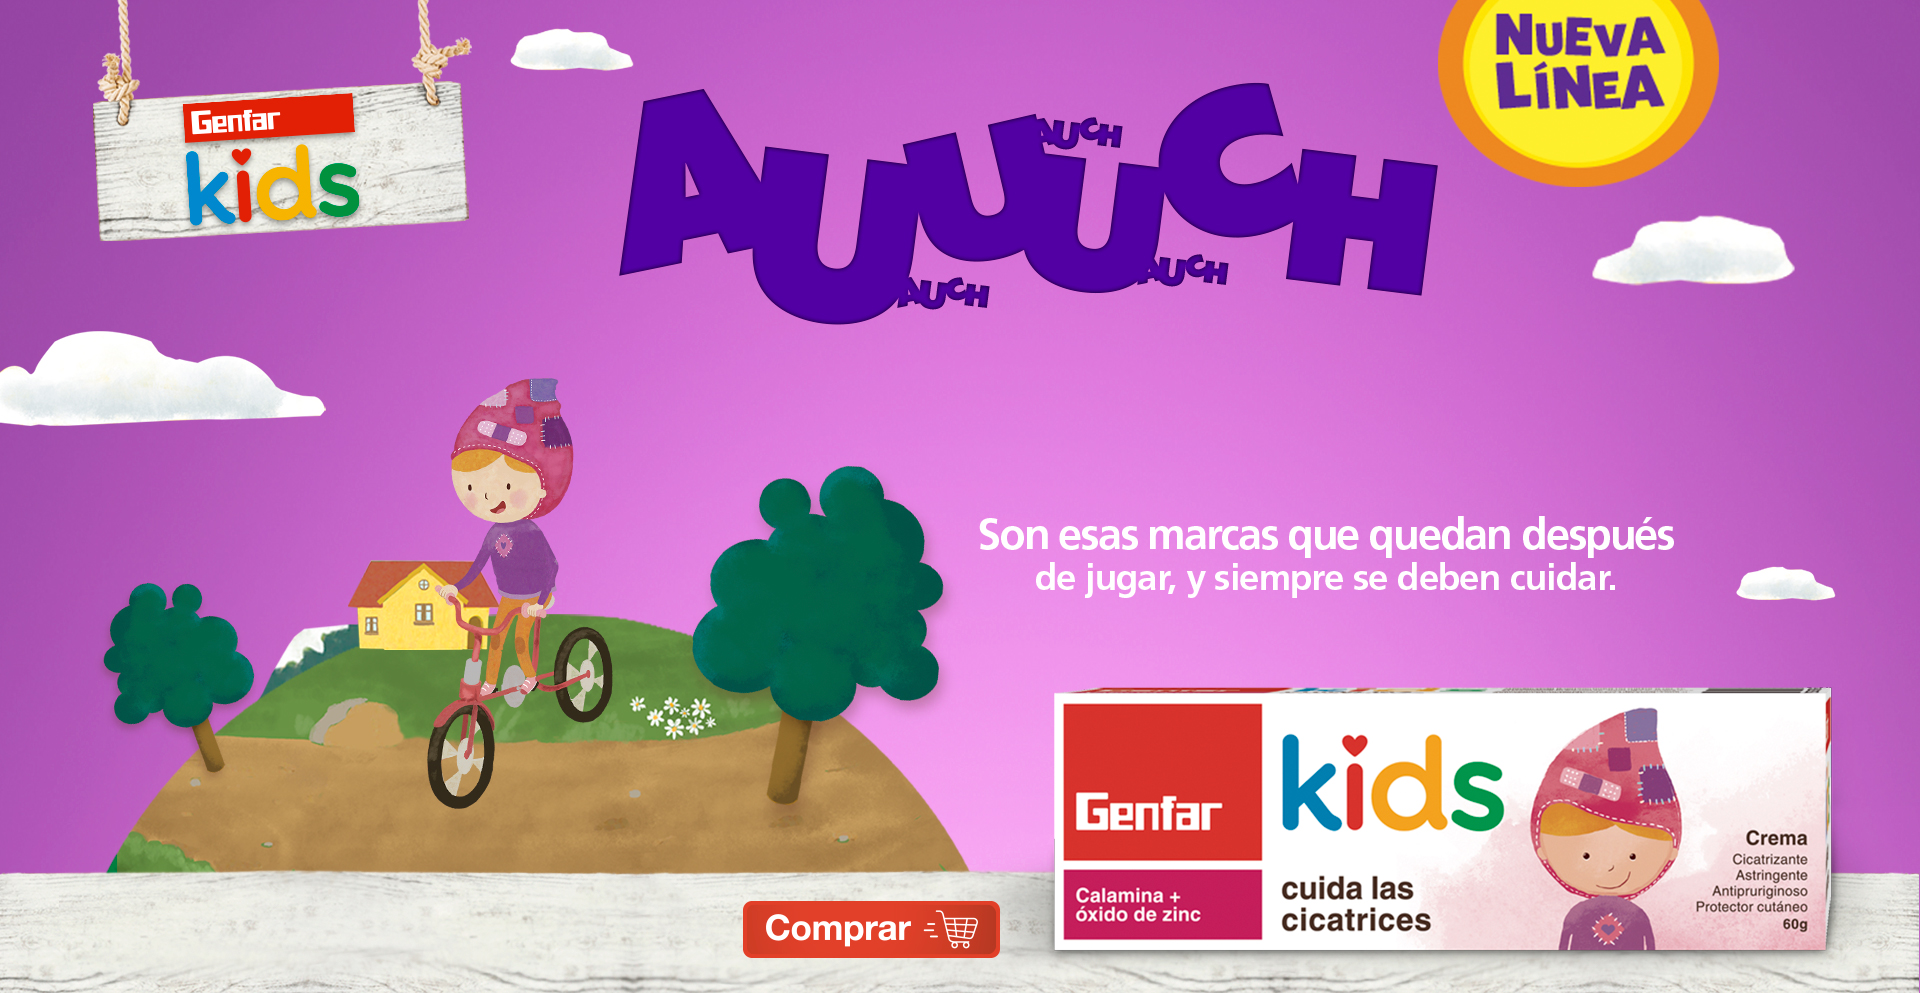 Genfar
kids
NUEVA
LÍNEA
AUUUCH
AUCH
AUCH
AUCH
Son esas marcas que quedan después
de jugar, y siempre se deben cuidar.
Comprar
Genfar
kids
Calamina +
óxido de zinc
cuida las
cicatrices
Crema
Cicatrizante
Astringente
Antipruriginoso
Protector cutáneo
60g